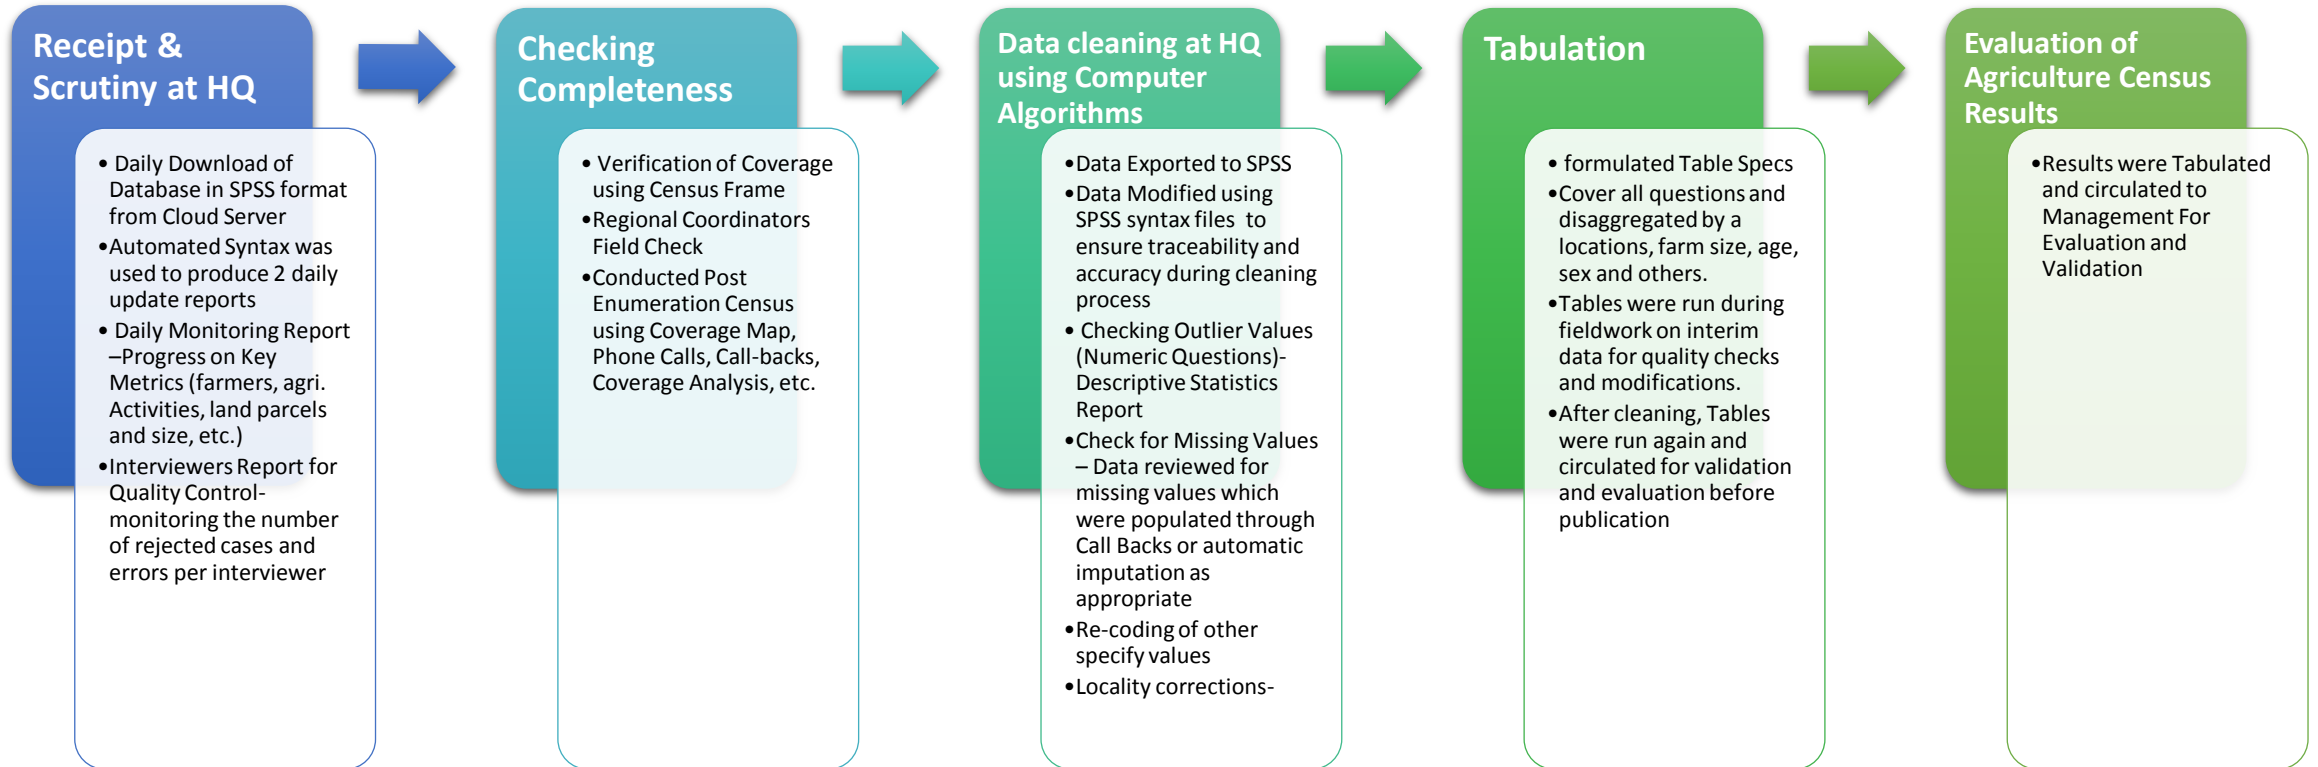 Receipt &
Scrutiny at HQ
• Daily Download of
Database in SPSS format
from Cloud Server
•Automated Syntax was
used to produce 2 daily
update reports
• Daily Monitoring Report
–Progress on Key
Metrics (farmers, agri.
Activities, land parcels
and size, etc.)
•Interviewers Report for
Quality Control-
monitoring the number
of rejected cases and
errors per interviewer
Checking
Completeness
• Verification of Coverage
using Census Frame
•Regional Coordinators
Field Check
•Conducted Post
Enumeration Census
using Coverage Map,
Phone Calls, Call-backs,
Coverage Analysis, etc.
Data cleaning at HQ
using Computer
Algorithms
•Data Exported to SPSS
•Data Modified using
SPSS syntax files to
ensure traceability and
accuracy during cleaning
process
• Checking Outlier Values
(Numeric Questions)-
Descriptive Statistics
Report
•Check for Missing Values
– Data reviewed for
missing values which
were populated through
Call Backs or automatic
imputation as
appropriate
•Re-coding of other
specify values
•Locality corrections-
Tabulation
• formulated Table Specs
•Cover all questions and
disaggregated by a
locations, farm size, age,
sex and others.
•Tables were run during
fieldwork on interim
data for quality checks
and modifications.
•After cleaning, Tables
were run again and
circulated for validation
and evaluation before
publication
Evaluation of
Agriculture Census
Results
•Results were Tabulated
and circulated to
Management For
Evaluation and
Validation